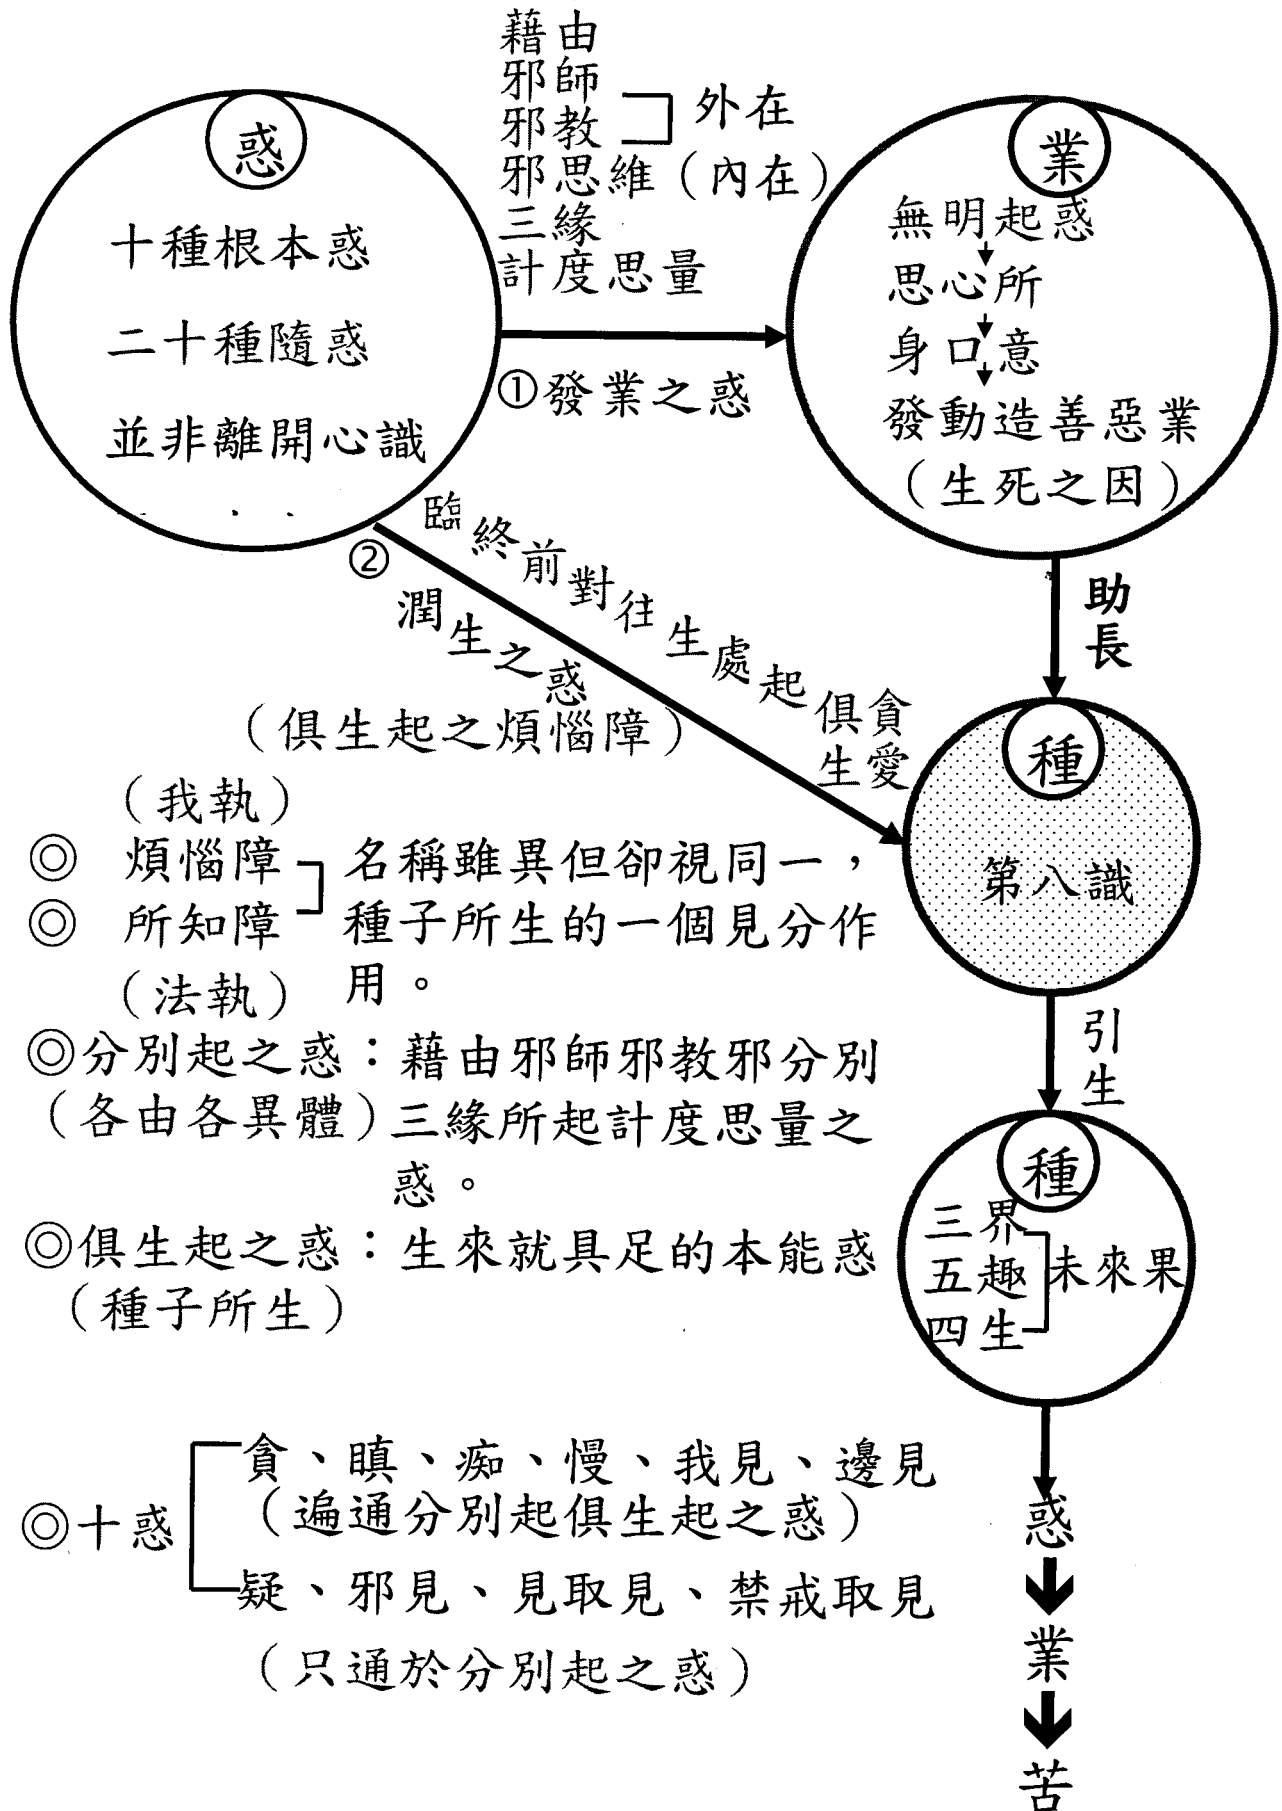 藉由
邪師
邪教
外在
邪思維（內在）
三緣
計度思量
①發業之惑
惑
十種根本惑
二十種隨惑
並非離開心識
業
無明起惑
思心所
身口意
發動造善惡業
（生死之因）
臨終前對往生處起俱生貪愛
②
潤生之惑
（俱生起之煩惱障）
助長
種
第八識
引生
種
三界
五趣
四生
未來果
（我執）
◎ 煩惱障
◎ 所知障
（法執）
名稱雖異但卻視同一，
種子所生的一個見分作
用。
◎分別起之惑：藉由邪師邪教邪分別
（各由各異體）三緣所起計度思量之
惑。
◎俱生起之惑：生來就具足的本能惑
（種子所生）
◎十惑
貪、瞋、痴、慢、我見、邊見
（遍通分別起俱生起之惑）
疑、邪見、見取見、禁戒取見
（只通於分別起之惑）
惑
業
苦